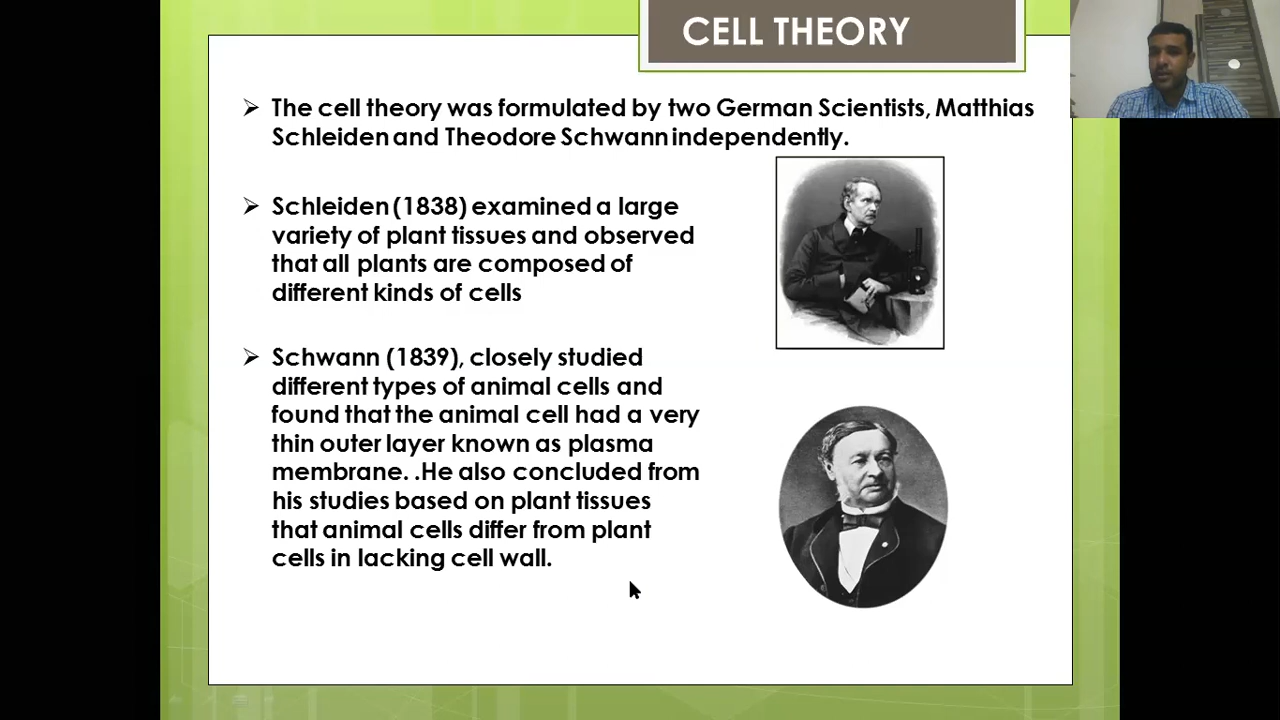 CELL THEORY
➢ The cell theory was formulated by two German Scientists, Matthias
Schleiden and Theodore Schwann independently.
➢ Schleiden (1838) examined a large
variety of plant tissues and observed
that all plants are composed of
different kinds of cells
➢ Schwann (1839), closely studied
different types of animal cells and
found that the animal cell had a very
thin outer layer known as plasma
membrane. .He also concluded from
his studies based on plant tissues
that animal cells differ from plant
cells in lacking cell wall.